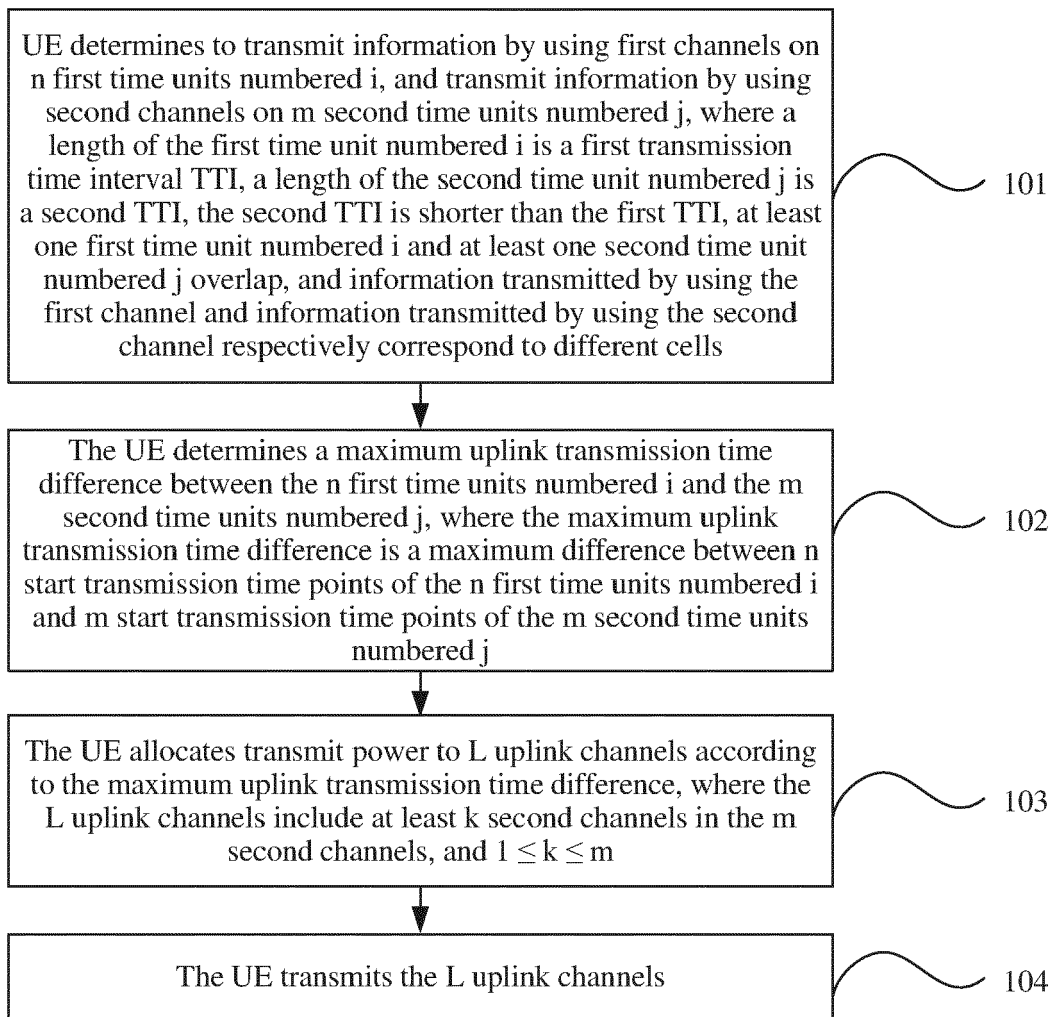 UE determines to transmit information by using first channels on
n first time units numbered i, and transmit information by using
second channels on m second time units numbered j, where a
length of the first time unit numbered i is a first transmission
time interval TTI, a length of the second time unit numbered j is
a second TTI, the second TTI is shorter than the first TTI, at least
one first time unit numbered i and at least one second time unit
numbered j overlap, and information transmitted by using the
first channel and information transmitted by using the second
channel respectively correspond to different cells
101
The UE determines a maximum uplink transmission time
difference between the n first time units numbered i and the m
second time units numbered j, where the maximum uplink
transmission time difference is a maximum difference between n
start transmission time points of the n first time units numbered i
and m start transmission time points of the m second time units
numbered j
102
The UE allocates transmit power to L uplink channels according
to the maximum uplink transmission time difference, where the
L uplink channels include at least k second channels in the m
second channels, and 1 ≤ k ≤ m
103
The UE transmits the L uplink channels
104